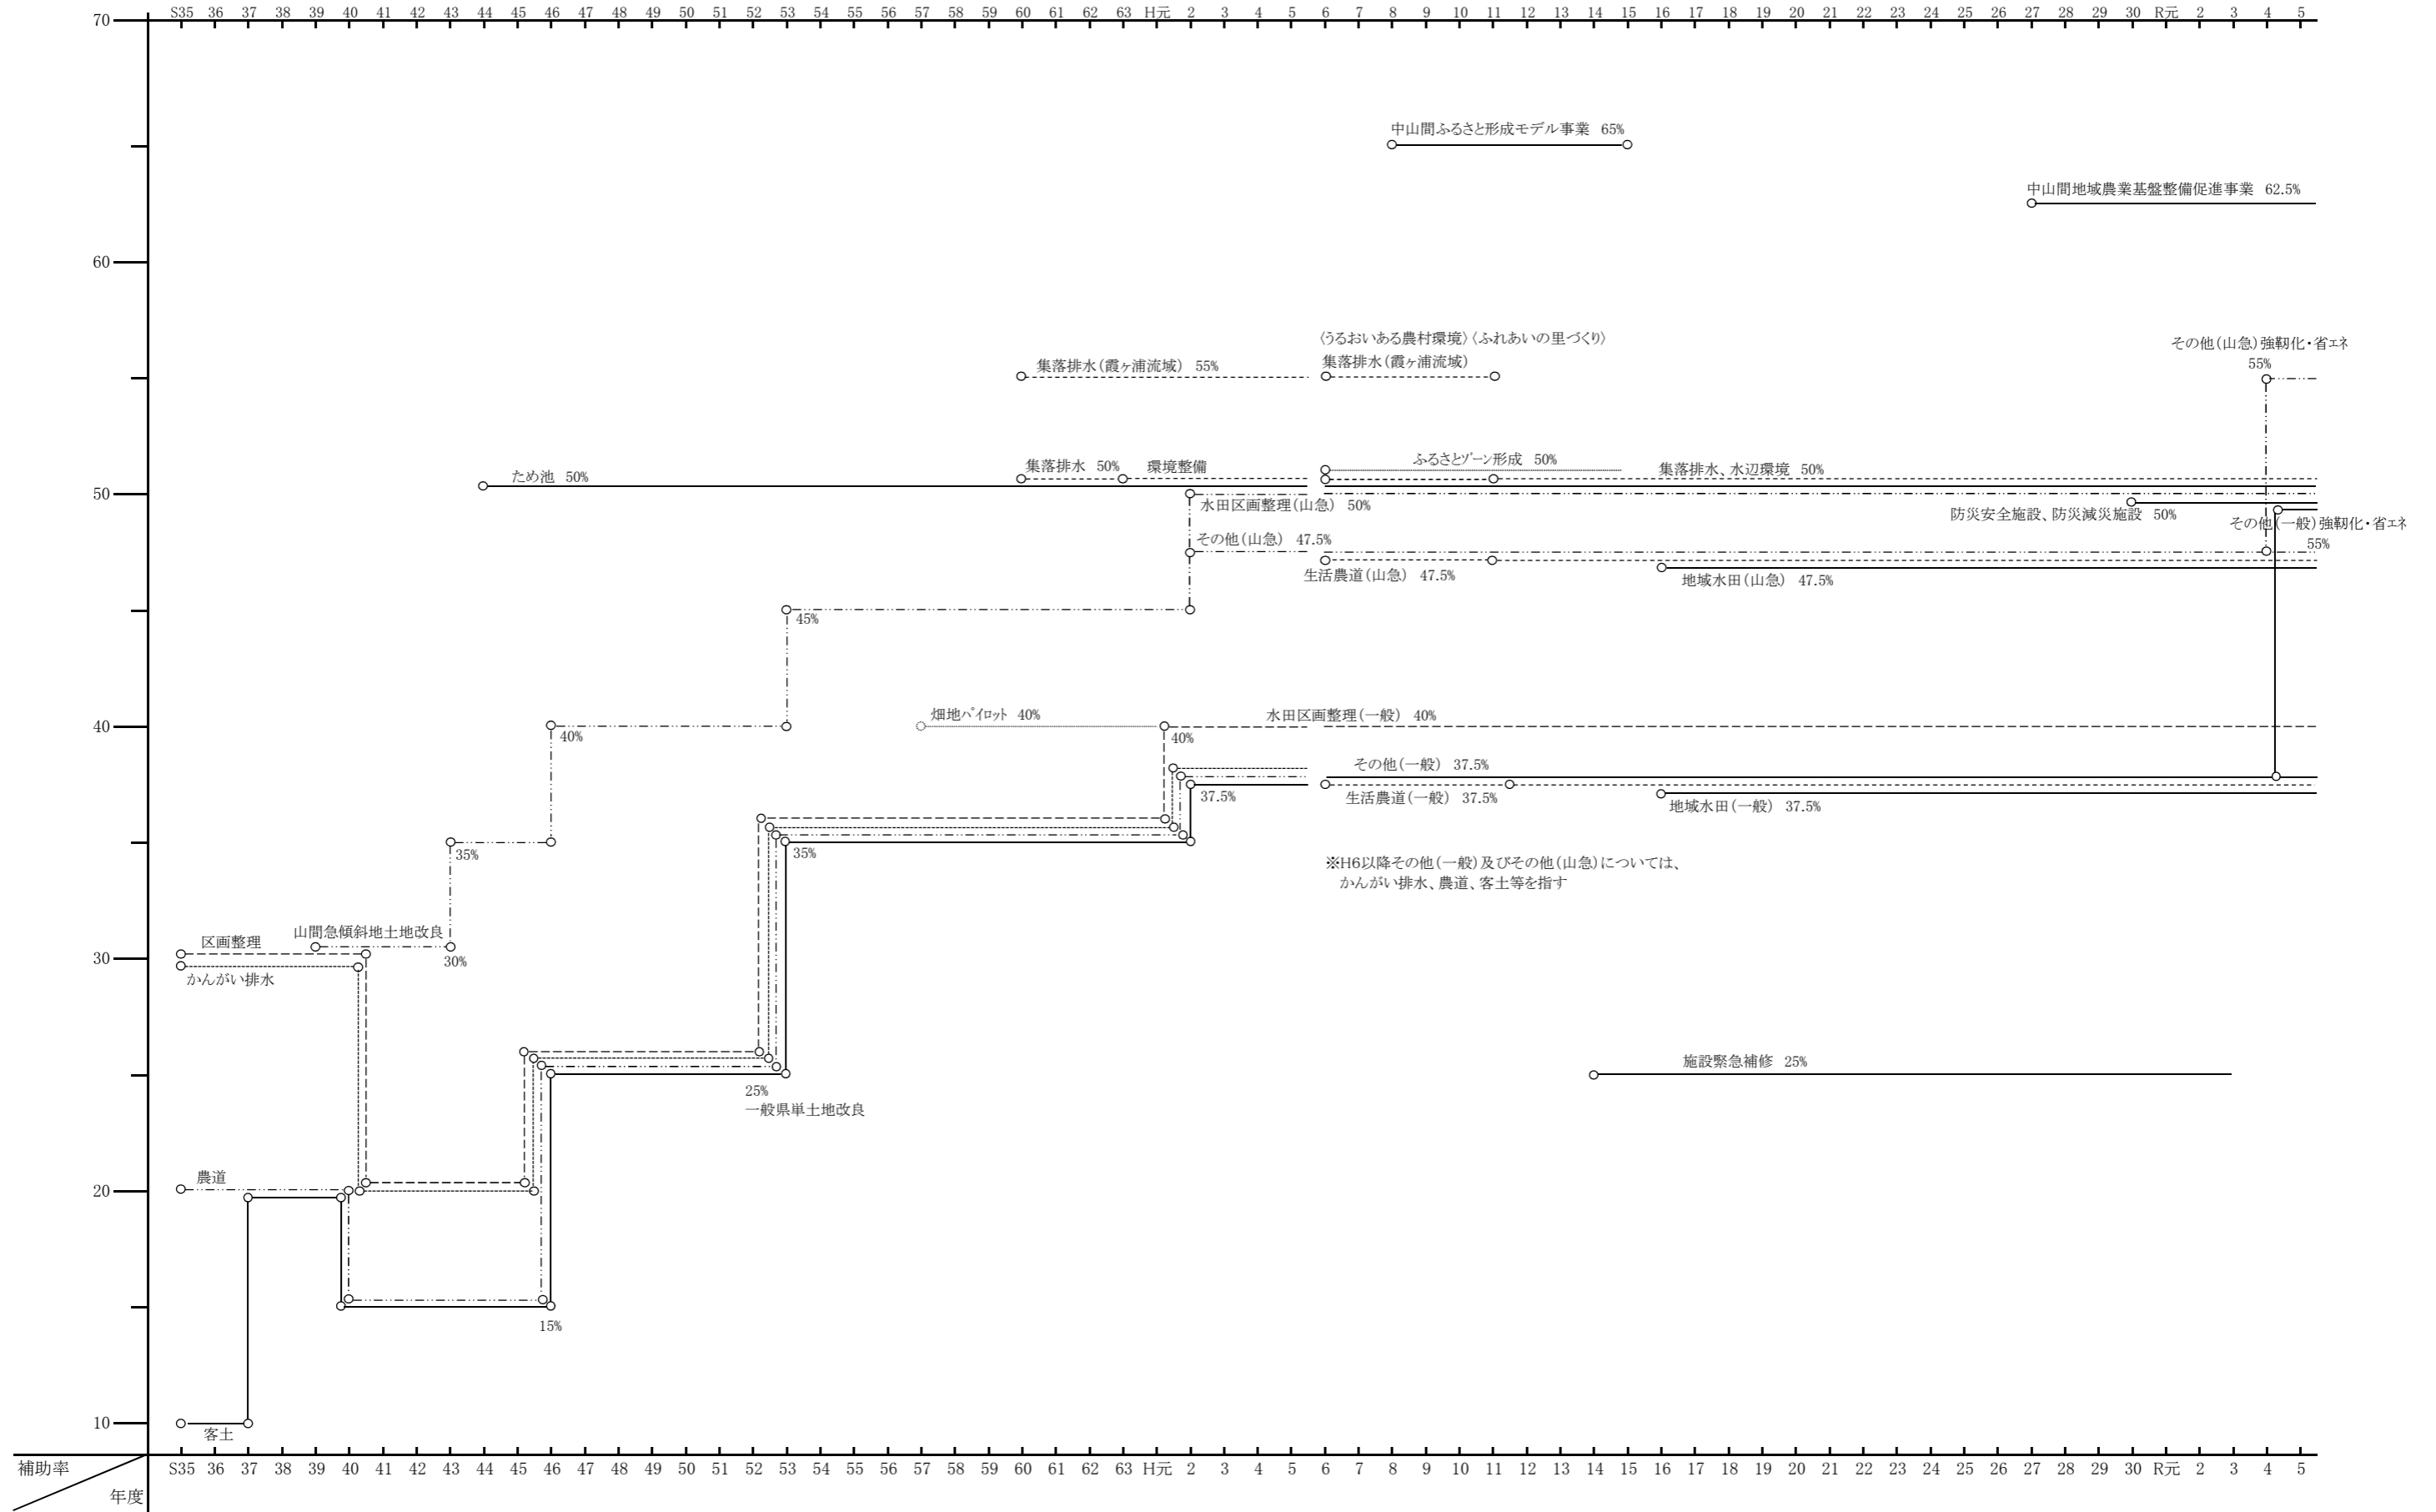 S35 36 37 38 39 40 41 42 43 44 45 46 47 48 49 50 51 52 53 54 55 56 57 58 59 60 61 62 63 H元 2 3 4 5 6 7 8 9 10 11 12 13 14 15 16 17 18 19 20 21 22 23 24 25 26 27 28 29 30 R元 2 3 4 5
70
中山間ふるさと形成モデル事業 65%
中山間地域農業基盤整備促進事業 62.5%
60
〈うるおいある農村環境〉〈ふれあいの里づくり〉
その他(山急)強靭化・省エネ
55%
集落排水(霞ヶ浦流域) 55%
集落排水(霞ヶ浦流域)
ため池 50%
集落排水 50%
環境整備
ふるさとゾーン形成 50%
集落排水、水辺環境 50%
50
水田区画整理(山急) 50%
防災安全施設、防災減災施設 50%
その他(一般)強靭化・省エネ
55%
その他(山急) 47.5%
生活農道(山急) 47.5%
地域水田(山急) 47.5%
45%
畑地パイロット 40%
水田区画整理(一般) 40%
40
40%
40%
その他(一般) 37.5%
37.5%
生活農道(一般) 37.5%
地域水田(一般) 37.5%
35%
35%
※H6以降その他(一般)及びその他(山急)については、
かんがい排水、農道、客土等を指す
区画整理
山間急傾斜地土地改良
30
30%
かんがい排水
25%
一般県単土地改良
施設緊急補修 25%
農道
20
15%
10
客土
補助率
年度
S35 36 37 38 39 40 41 42 43 44 45 46 47 48 49 50 51 52 53 54 55 56 57 58 59 60 61 62 63 H元 2 3 4 5 6 7 8 9 10 11 12 13 14 15 16 17 18 19 20 21 22 23 24 25 26 27 28 29 30 R元 2 3 4 5